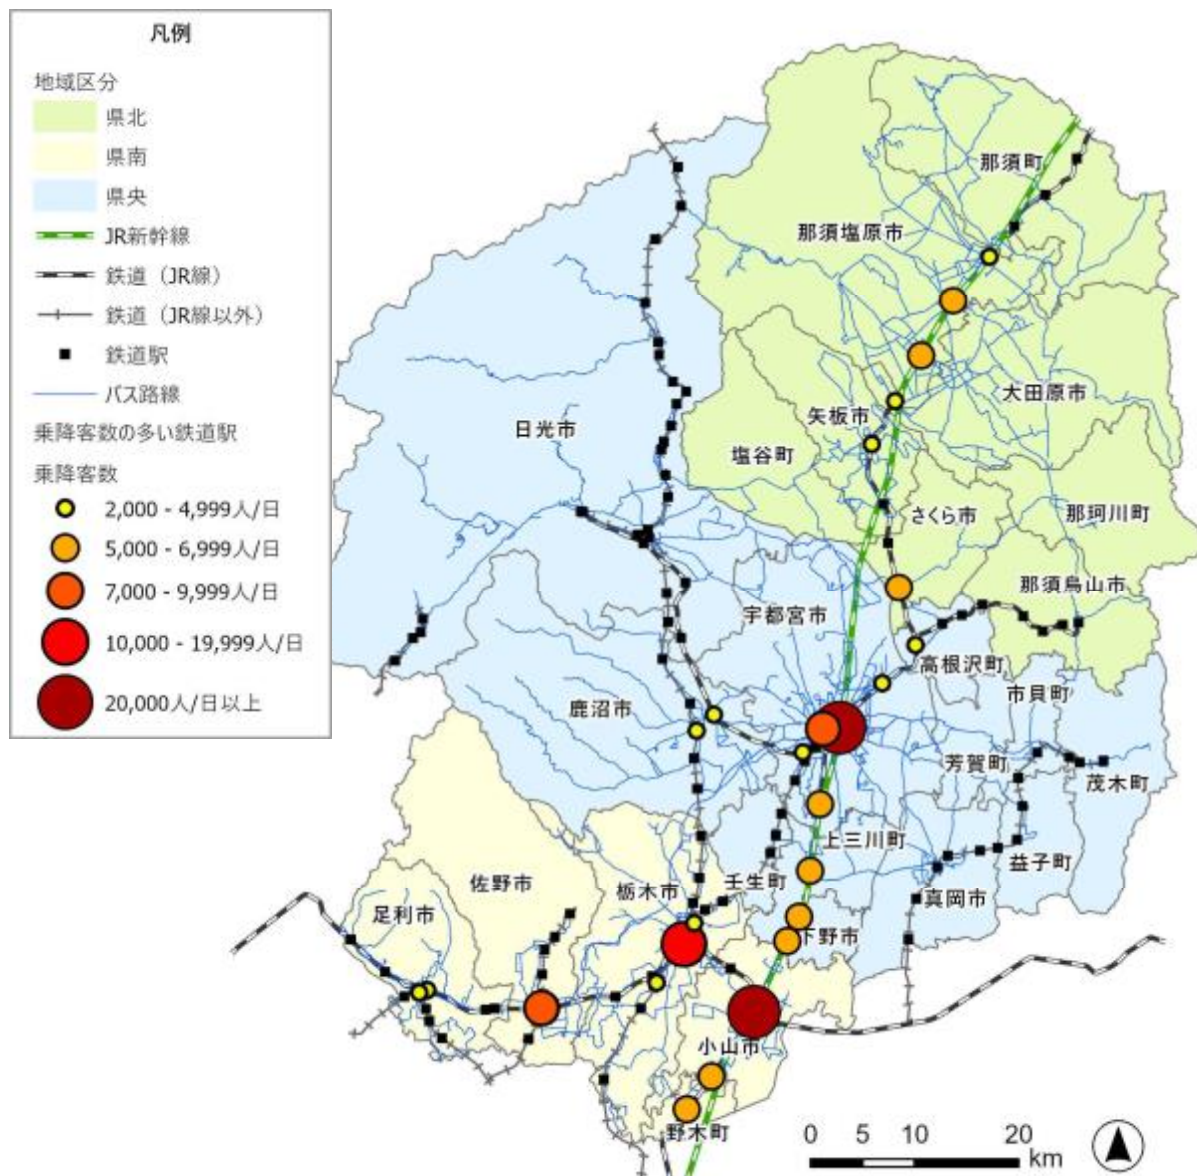 凡例
地域区分
県北
県南
県央
JR新幹線
鉄道（JR線）
鉄道（JR線以外）
鉄道駅
バス路線
乗降客数の多い鉄道駅
乗降客数
2,000 - 4,999人/日
5,000 - 6,999人/日
7,000 - 9,999人/日
10,000 - 19,999人/日
20,000人/日以上
那須町
那須塩原市
大田原市
矢板市
日光市
塩谷町
さくら市
那珂川町
那須烏山市
宇都宮市
高根沢町
市貝町
鹿沼市
芳賀町
茂木町
上三川町
益子町
壬生町
佐野市
栃木市
真岡市
足利市
下野市
小山市
野木町
0 5 10 20
km